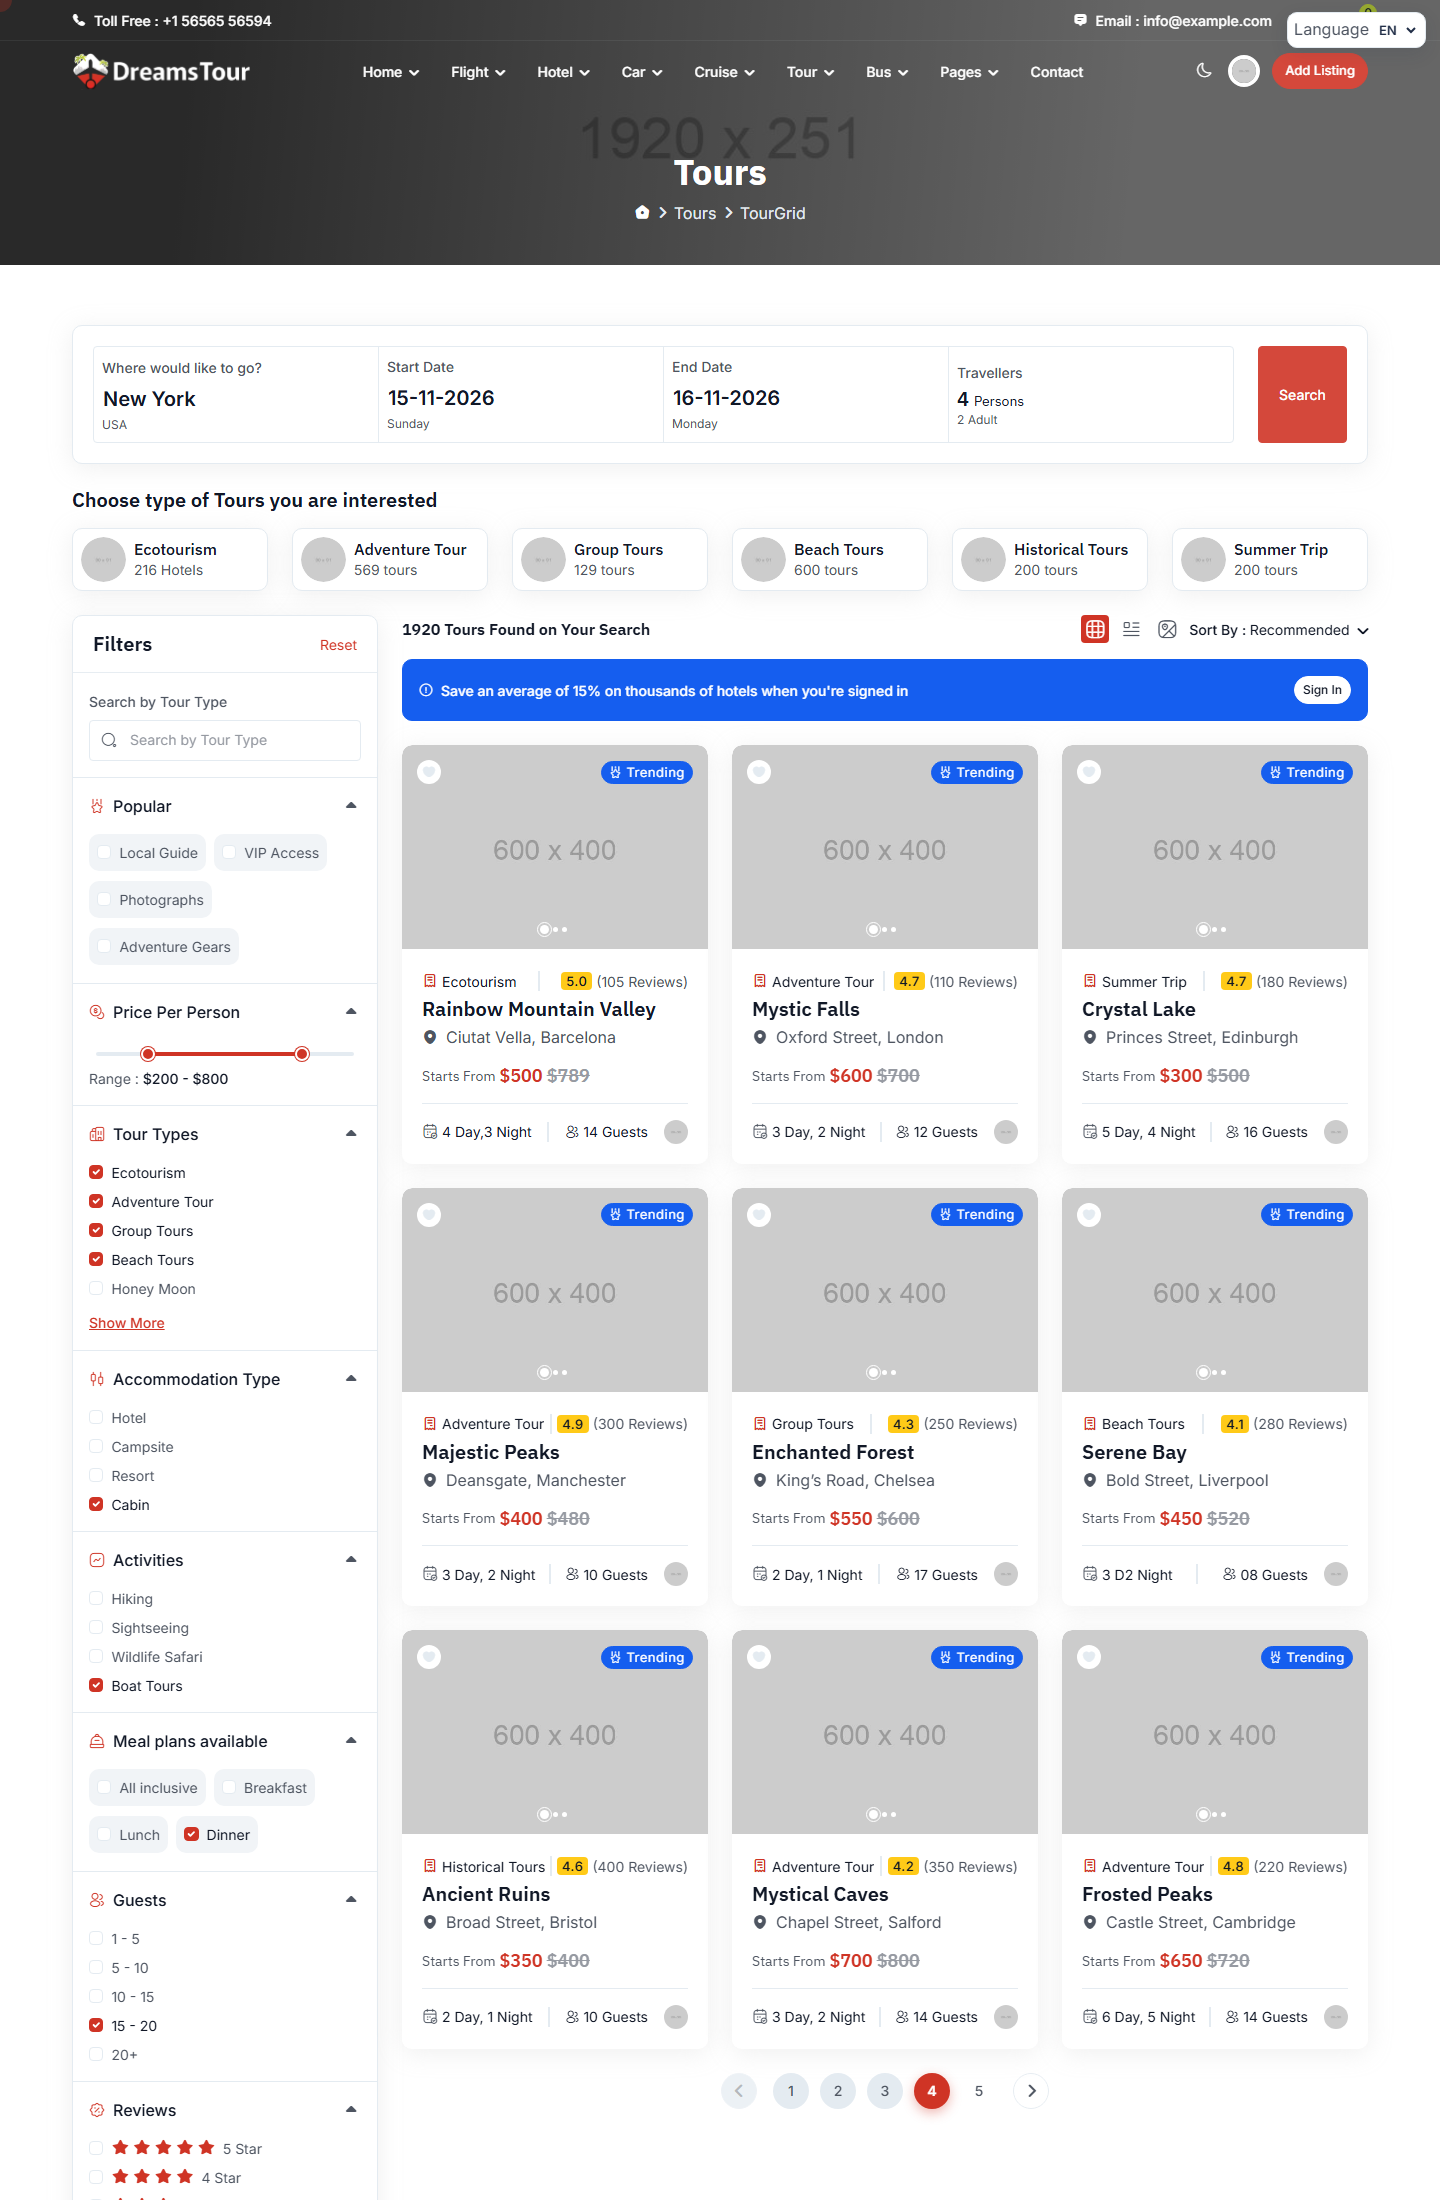 Toll Free : +1 56565 56594
Email : info@example.com
Language EN
DreamsTour
Home
Flight
Hotel
Car
Cruise
Tour
Bus
Pages
Contact
Add Listing
1920 x 251
Tours
Tours
TourGrid
Where would like to go?
New York
USA
Start Date
15-11-2026
Sunday
End Date
16-11-2026
Monday
Travellers
4 Persons
2 Adult
Search
Choose type of Tours you are interested
Ecotourism
216 Hotels
Adventure Tour
569 tours
Group Tours
129 tours
Beach Tours
600 tours
Historical Tours
200 tours
Summer Trip
200 tours
Filters
Reset
Search by Tour Type
Search by Tour Type
Popular
Local Guide
VIP Access
Photographs
Adventure Gears
Price Per Person
Range : $200 - $800
Tour Types
Ecotourism
Adventure Tour
Group Tours
Beach Tours
Honey Moon
Show More
Accommodation Type
Hotel
Campsite
Resort
Cabin
Activities
Hiking
Sightseeing
Wildlife Safari
Boat Tours
Meal plans available
All inclusive
Breakfast
Lunch
Dinner
Guests
1 - 5
5 - 10
10 - 15
15 - 20
20+
Reviews
5 Star
4 Star
1920 Tours Found on Your Search
Sort By : Recommended
Save an average of 15% on thousands of hotels when you're signed in
Sign In
Trending
600 x 400
Ecotourism
5.0 (105 Reviews)
Rainbow Mountain Valley
Ciutat Vella, Barcelona
Starts From $500 $789
4 Day,3 Night
14 Guests
Trending
600 x 400
Adventure Tour
4.7 (110 Reviews)
Mystic Falls
Oxford Street, London
Starts From $600 $700
3 Day, 2 Night
12 Guests
Trending
600 x 400
Summer Trip
4.7 (180 Reviews)
Crystal Lake
Princes Street, Edinburgh
Starts From $300 $500
5 Day, 4 Night
16 Guests
Trending
600 x 400
Adventure Tour
4.9 (300 Reviews)
Majestic Peaks
Deansgate, Manchester
Starts From $400 $480
3 Day, 2 Night
10 Guests
Trending
600 x 400
Group Tours
4.3 (250 Reviews)
Enchanted Forest
King's Road, Chelsea
Starts From $550 $600
2 Day, 1 Night
17 Guests
Trending
600 x 400
Beach Tours
4.1 (280 Reviews)
Serene Bay
Bold Street, Liverpool
Starts From $450 $520
3 D2 Night
08 Guests
Trending
600 x 400
Historical Tours
4.6 (400 Reviews)
Ancient Ruins
Broad Street, Bristol
Starts From $350 $400
2 Day, 1 Night
10 Guests
Trending
600 x 400
Adventure Tour
4.2 (350 Reviews)
Mystical Caves
Chapel Street, Salford
Starts From $700 $800
3 Day, 2 Night
14 Guests
Trending
600 x 400
Adventure Tour
4.8 (220 Reviews)
Frosted Peaks
Castle Street, Cambridge
Starts From $650 $720
6 Day, 5 Night
14 Guests
1
2
3
4
5